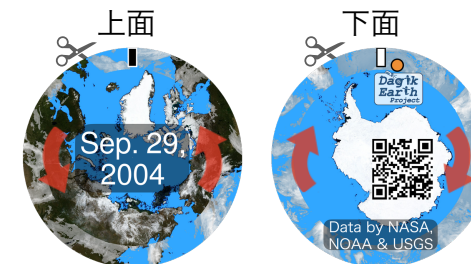 上面
下面
Sep. 29,
2004
Dagik
Earth
Project
Data by NASA,
NOAA & USGS